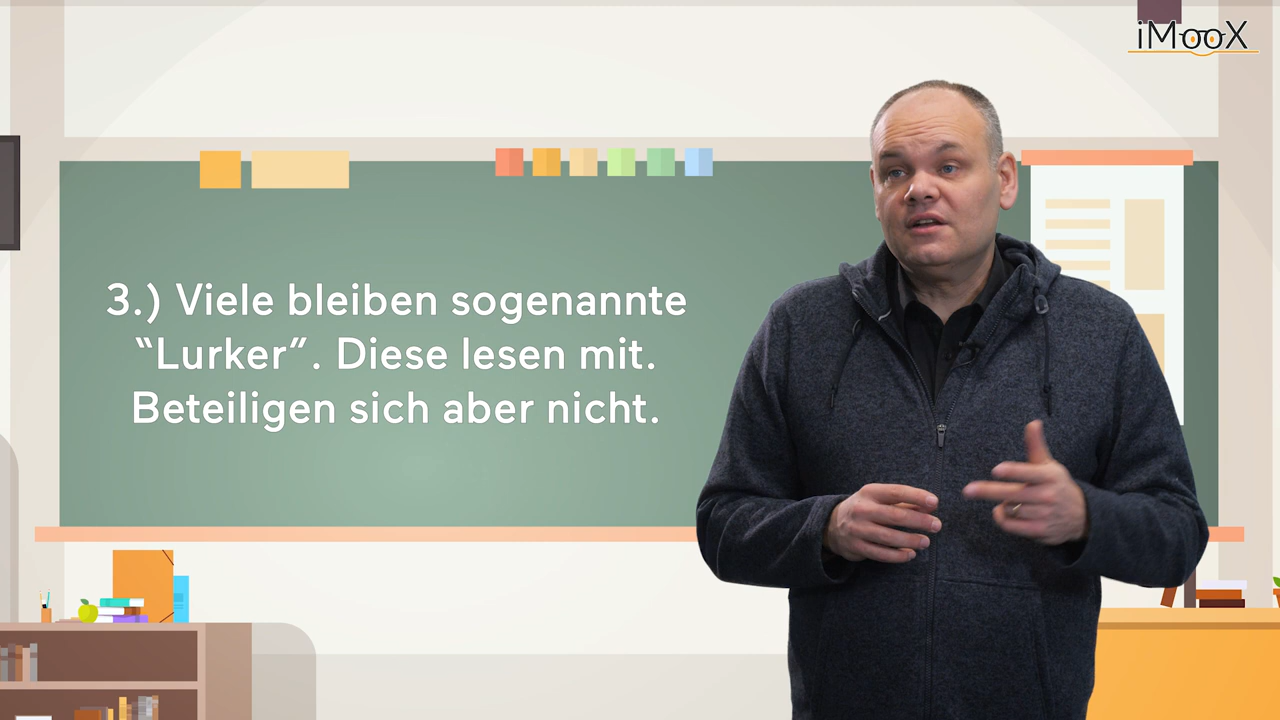 iMooX
3.) Viele bleiben sogenannte
“Lurker”. Diese lesen mit.
Beteiligen sich aber nicht.